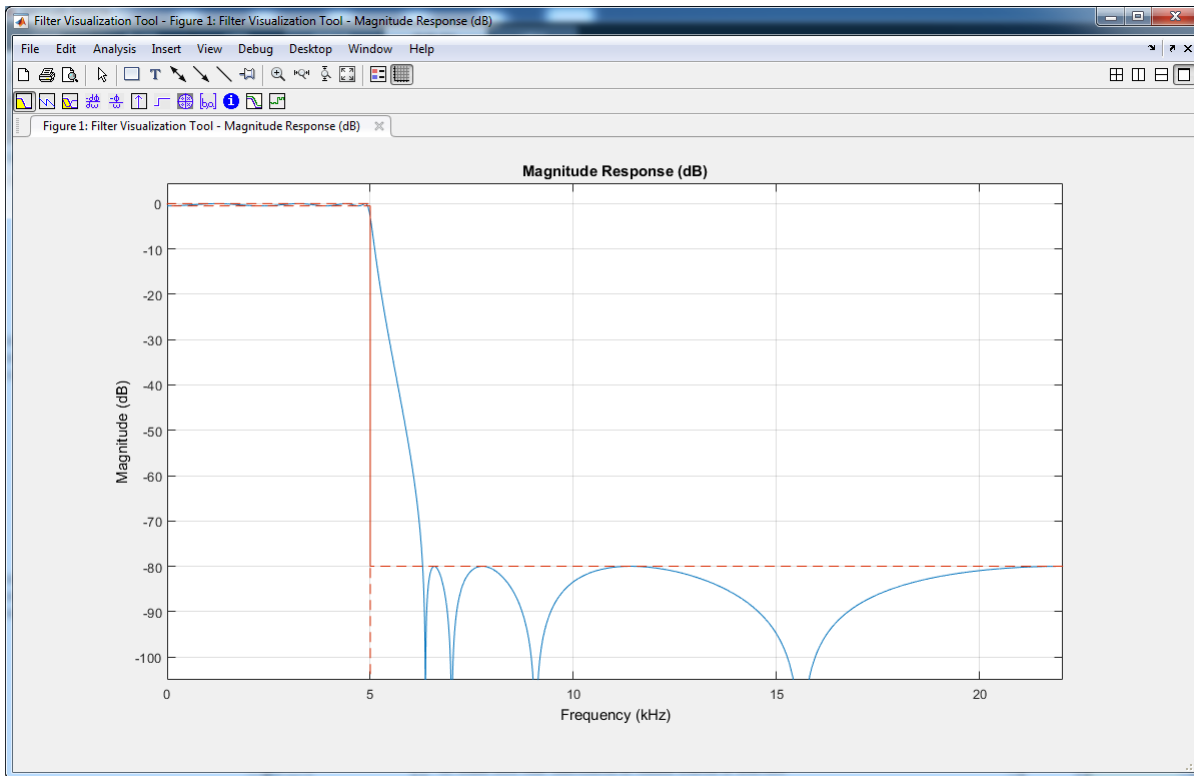 Filter Visualization Tool - Figure 1: Filter Visualization Tool - Magnitude Response (dB)
File Edit Analysis Insert View Debug Desktop Window Help
Figure 1: Filter Visualization Tool - Magnitude Response (dB)
Magnitude Response (dB)
0
-10
-20
-30
-40
-50
-60
-70
-80
-90
-100
Magnitude (dB)
0 5 10 15 20
Frequency (kHz)